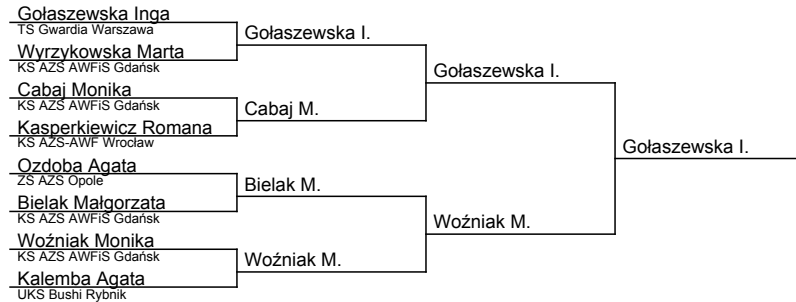 Gołaszewska Inga
TS Gwardia Warszawa
Gołaszewska I.
Wyrzykowska Marta
KS AZS AWFiS Gdańsk
Gołaszewska I.
Cabaj Monika
KS AZS AWFiS Gdańsk
Cabaj M.
Kasperkiewicz Romana
KS AZS-AWF Wrocław
Gołaszewska I.
Ozdoba Agata
ZS AZS Opole
Bielak M.
Bielak Małgorzata
KS AZS AWFiS Gdańsk
Woźniak M.
Woźniak Monika
KS AZS AWFiS Gdańsk
Woźniak M.
Kalemba Agata
UKS Bushi Rybnik